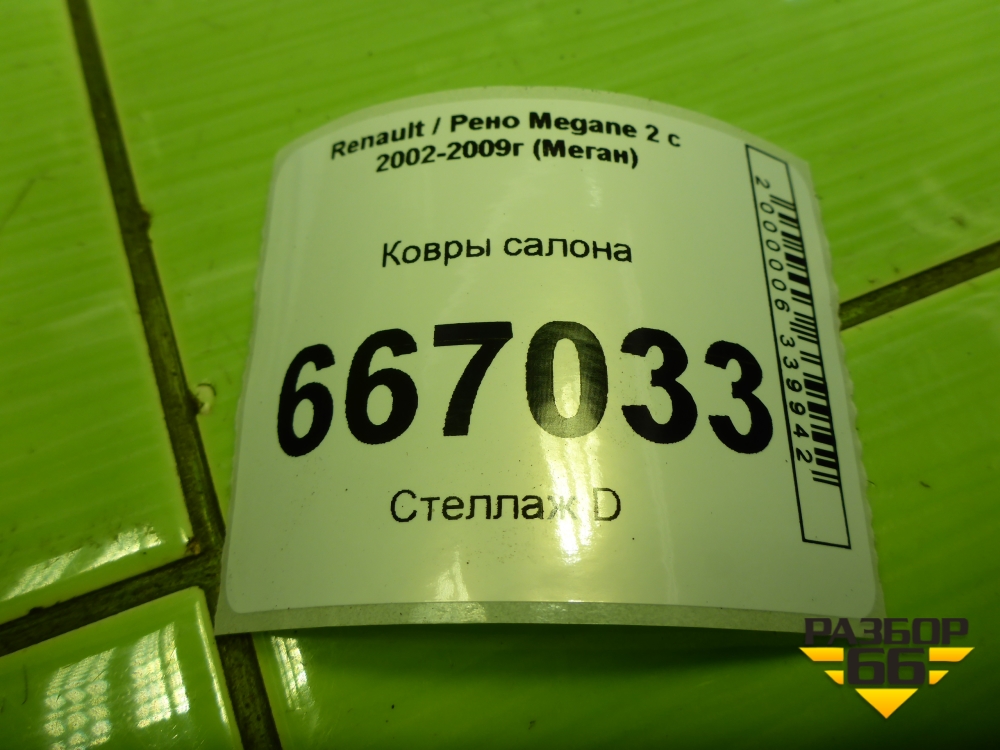 Renault / Рено Megane 2 с
2002-2009г (Меган)
Ковры салона
667033
Стеллаж D
2000006339942
РАЗБОР
66